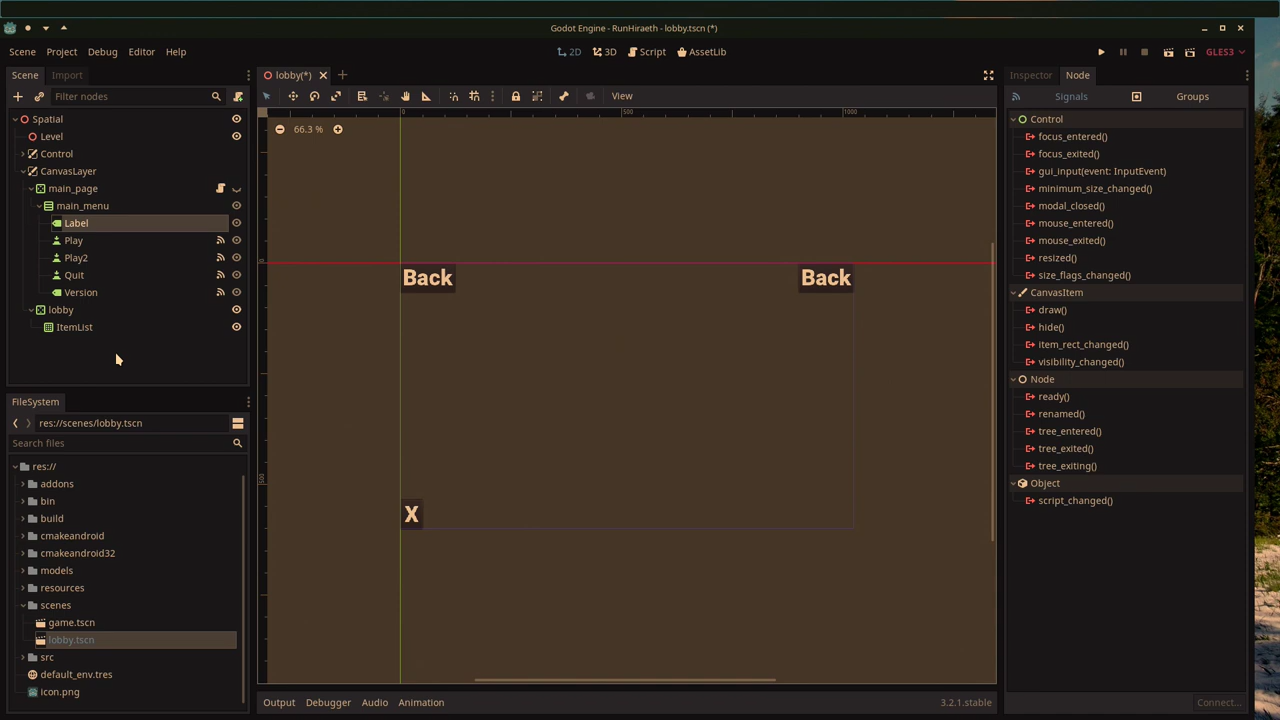 Godot Engine - RunHiraeth - lobby.tscn (*)
Scene Project Debug Editor Help
2D 3D Script AssetLib
GLES3
Scene Import
lobby(*)
Inspector Node
Filter nodes
View
Signals Groups
Spatial
Level
Control
CanvasLayer
main_page
main_menu
Label
Play
Play2
Quit
Version
lobby
ItemList
FileSystem
res://scenes/lobby.tscn
Search files
res://
addons
bin
build
cmakeandroid
cmakeandroid32
models
resources
scenes
game.tscn
lobby.tscn
src
default_env.tres
icon.png
0 500 1000
66.3 %
0
500
Back Back
X
Output Debugger Audio Animation 3.2.1.stable
Control
focus_entered()
focus_exited()
gui_input(event: InputEvent)
minimum_size_changed()
modal_closed()
mouse_entered()
mouse_exited()
resized()
size_flags_changed()
CanvasItem
draw()
hide()
item_rect_changed()
visibility_changed()
Node
ready()
renamed()
tree_entered()
tree_exited()
tree_exiting()
Object
script_changed()
Connect...